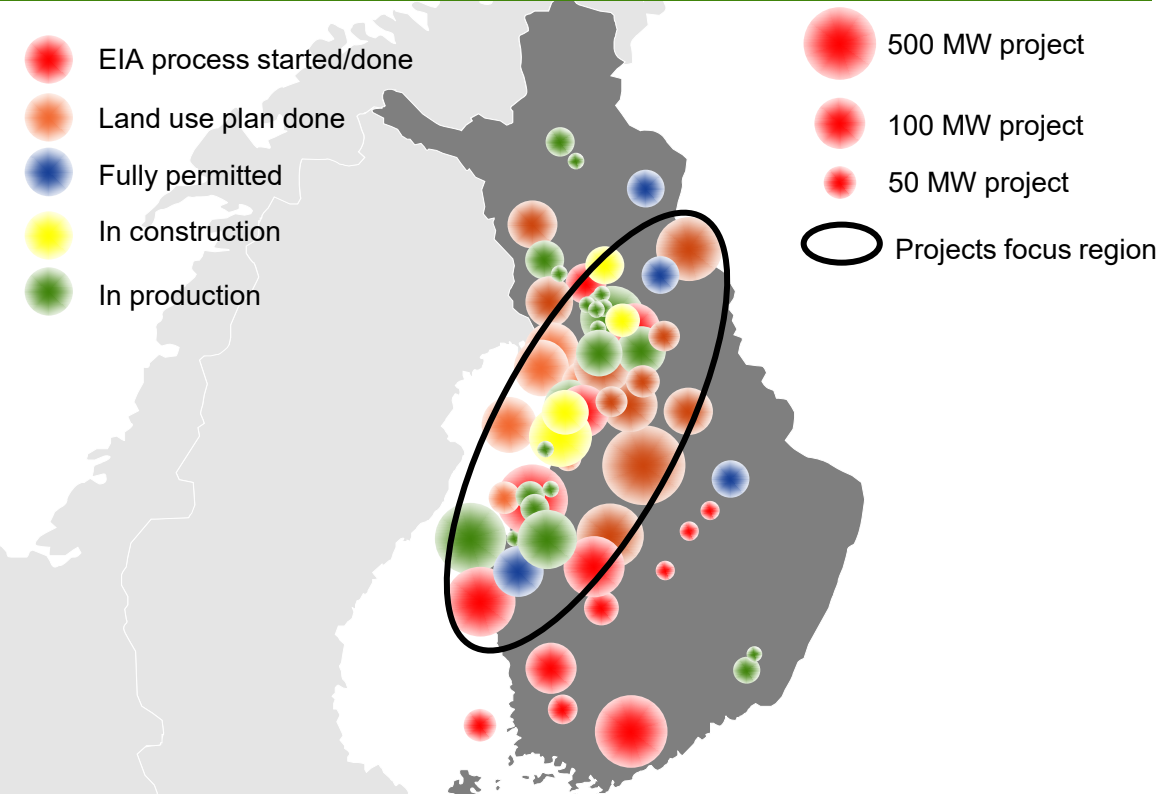 EIA process started/done
Land use plan done
Fully permitted
In construction
In production
500 MW project
100 MW project
50 MW project
Projects focus region